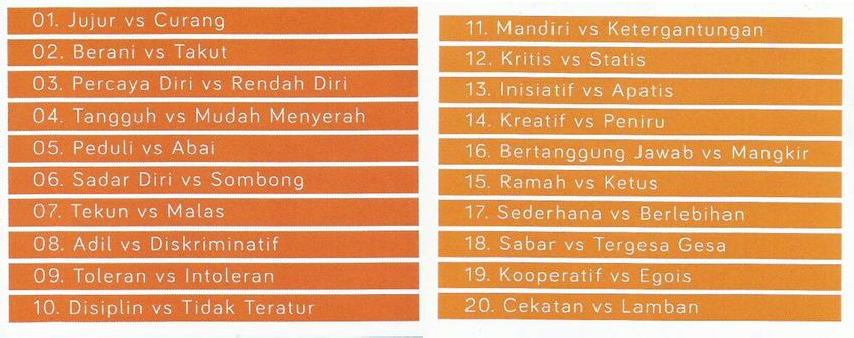 01. Jujur vs Curang
02. Berani vs Takut
03. Percaya Diri vs Rendah Diri
04. Tangguh vs Mudah Menyerah
05. Peduli vs Abai
06. Sadar Diri vs Sombong
07. Tekun vs Malas
08. Adil vs Diskriminatif
09. Toleran vs Intoleran
10. Disiplin vs Tidak Teratur
11. Mandiri vs Ketergantungan
12. Kritis vs Statis
13. Inisiatif vs Apatis
14. Kreatif vs Peniru
16. Bertanggung Jawab vs Mangkir
15. Ramah vs Ketus
17. Sederhana vs Berlebihan
18. Sabar vs Tergesa Gesa
19. Kooperatif vs Egois
20. Cekatan vs Lamban